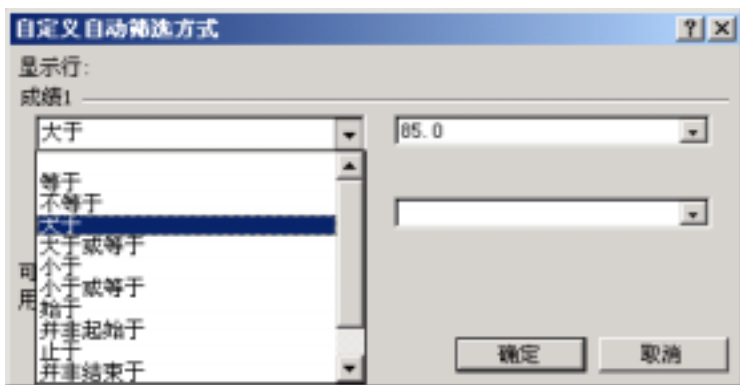 自定义自动筛选方式
显示行:
成绩1
大于
85.0
等于
不等于
大于
大于或等于
小于
小于或等于
始于
并非起始于
止于
并非结束于
可
用
确定
取消